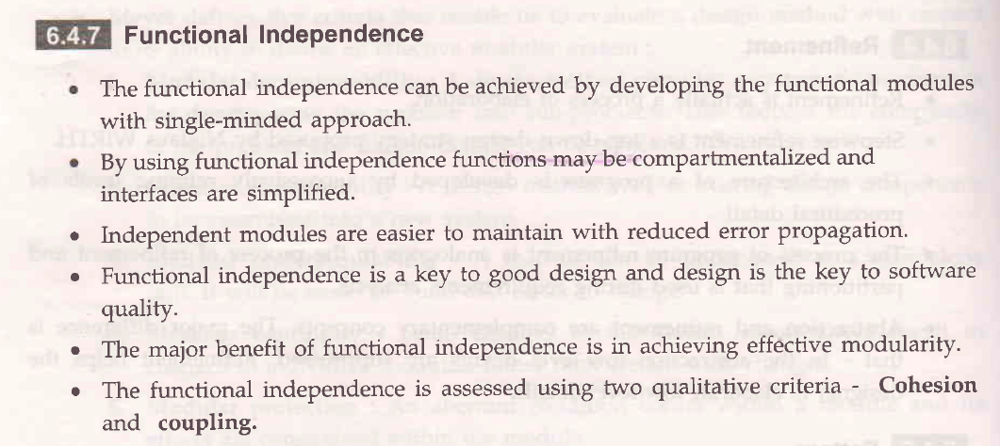 6.4.7 Functional Independence
• The functional independence can be achieved by developing the functional modules
with single-minded approach.
• By using functional independence functions may be compartmentalized and
interfaces are simplified.
• Independent modules are easier to maintain with reduced error propagation.
• Functional independence is a key to good design and design is the key to software
quality.
• The major benefit of functional independence is in achieving effective modularity.
• The functional independence is assessed using two qualitative criteria - Cohesion
and coupling.